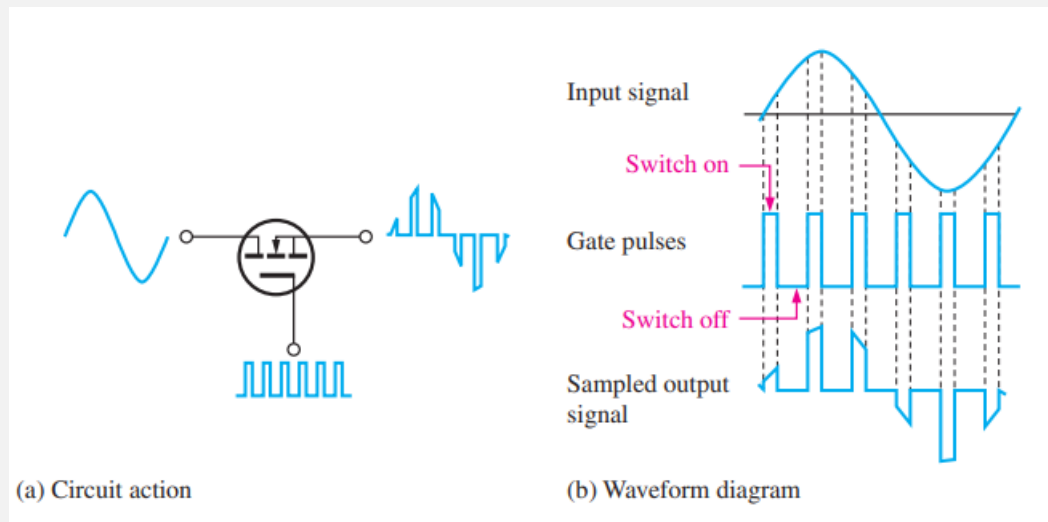 Input signal
Switch on
Gate pulses
Switch off
Sampled output
signal
(a) Circuit action
(b) Waveform diagram